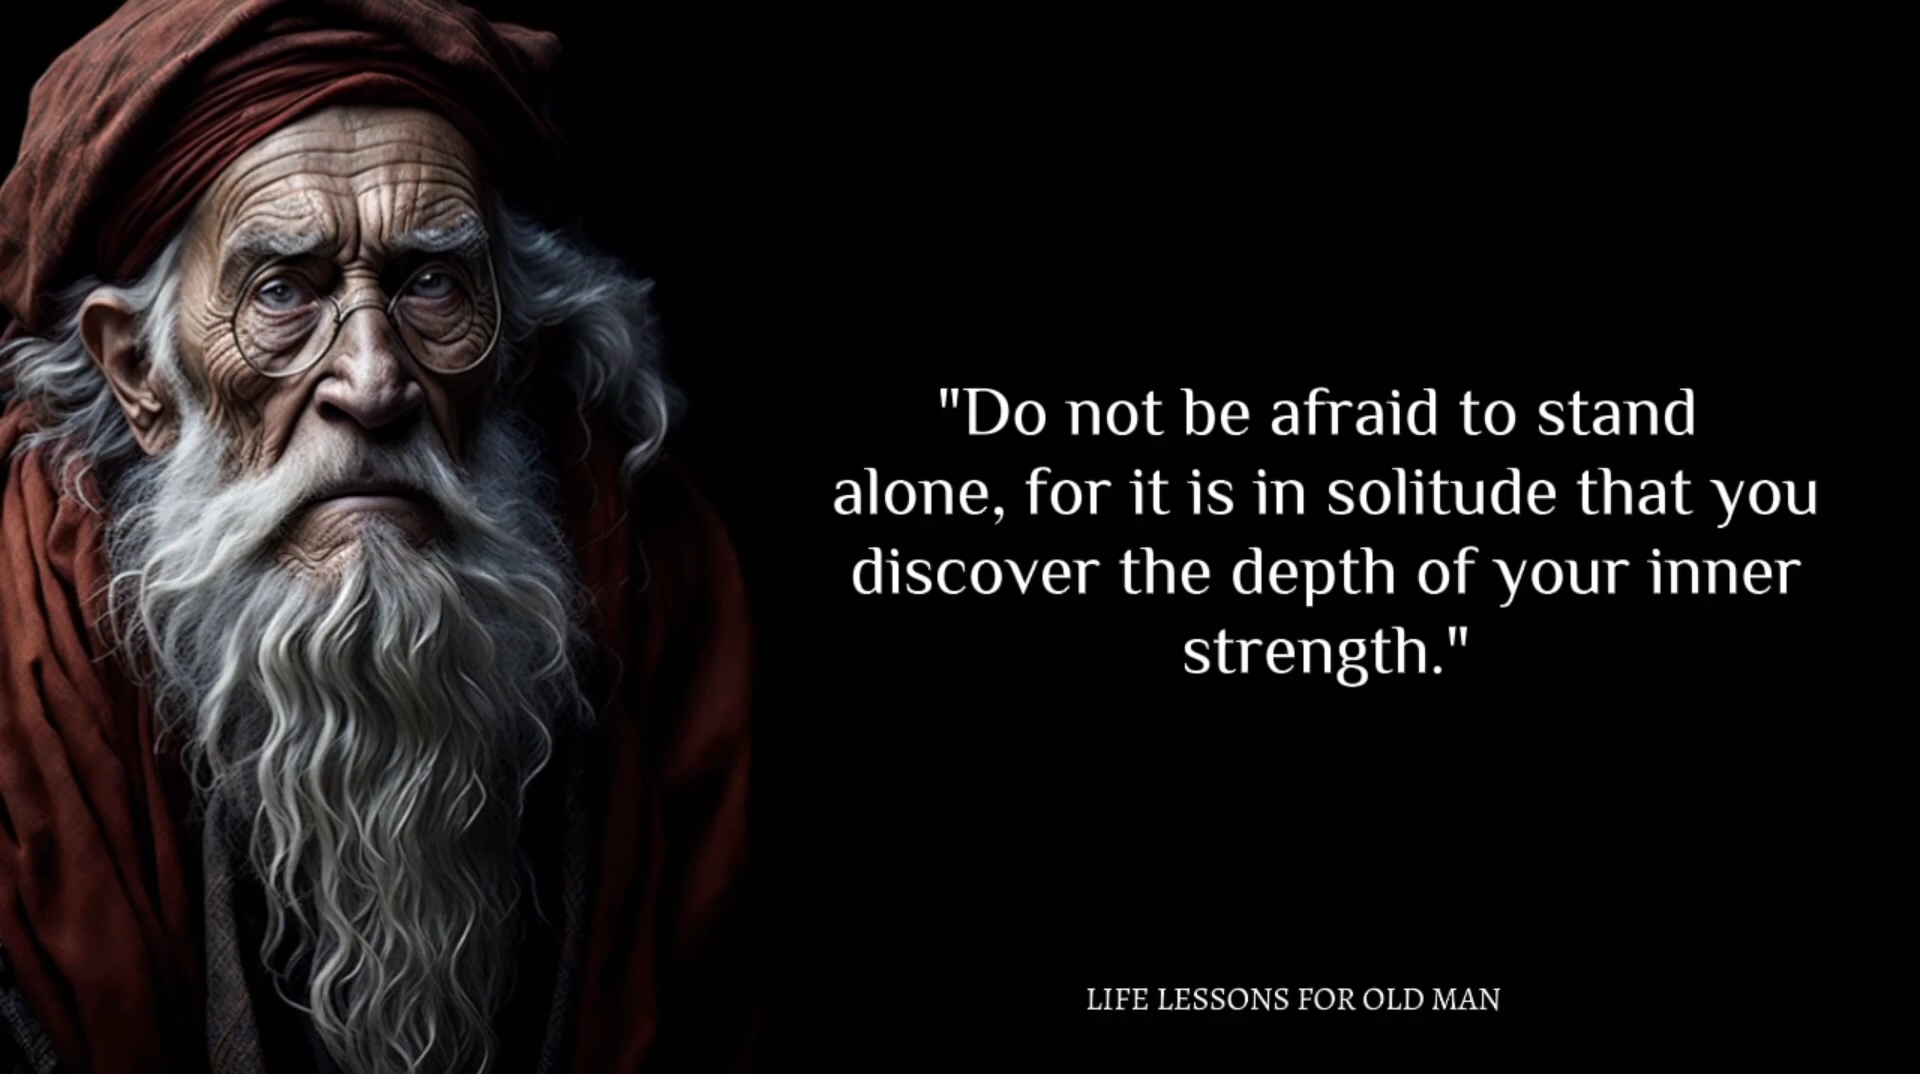 "Do not be afraid to stand
alone, for it is in solitude that you
discover the depth of your inner
strength."
LIFE LESSONS FOR OLD MAN